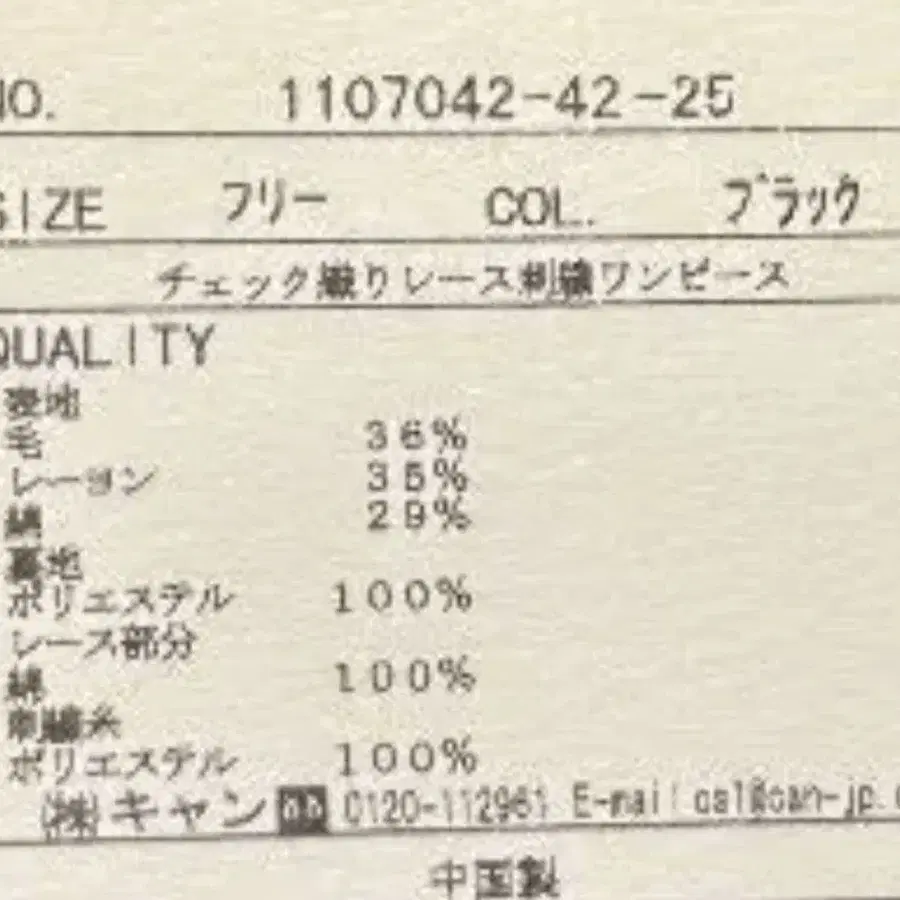 NO. 1107042-42-25
SIZE フリー COL. ブラック
チェック織りレース刺繍ワンピース
QUALITY
表地
毛 36%
レーヨン 35%
綿 29%
裏地
ポリエステル 100%
レース部分
綿 100%
刺繍糸
ポリエステル 100%
(株)キャン 0120-112961 E-mail
中国製